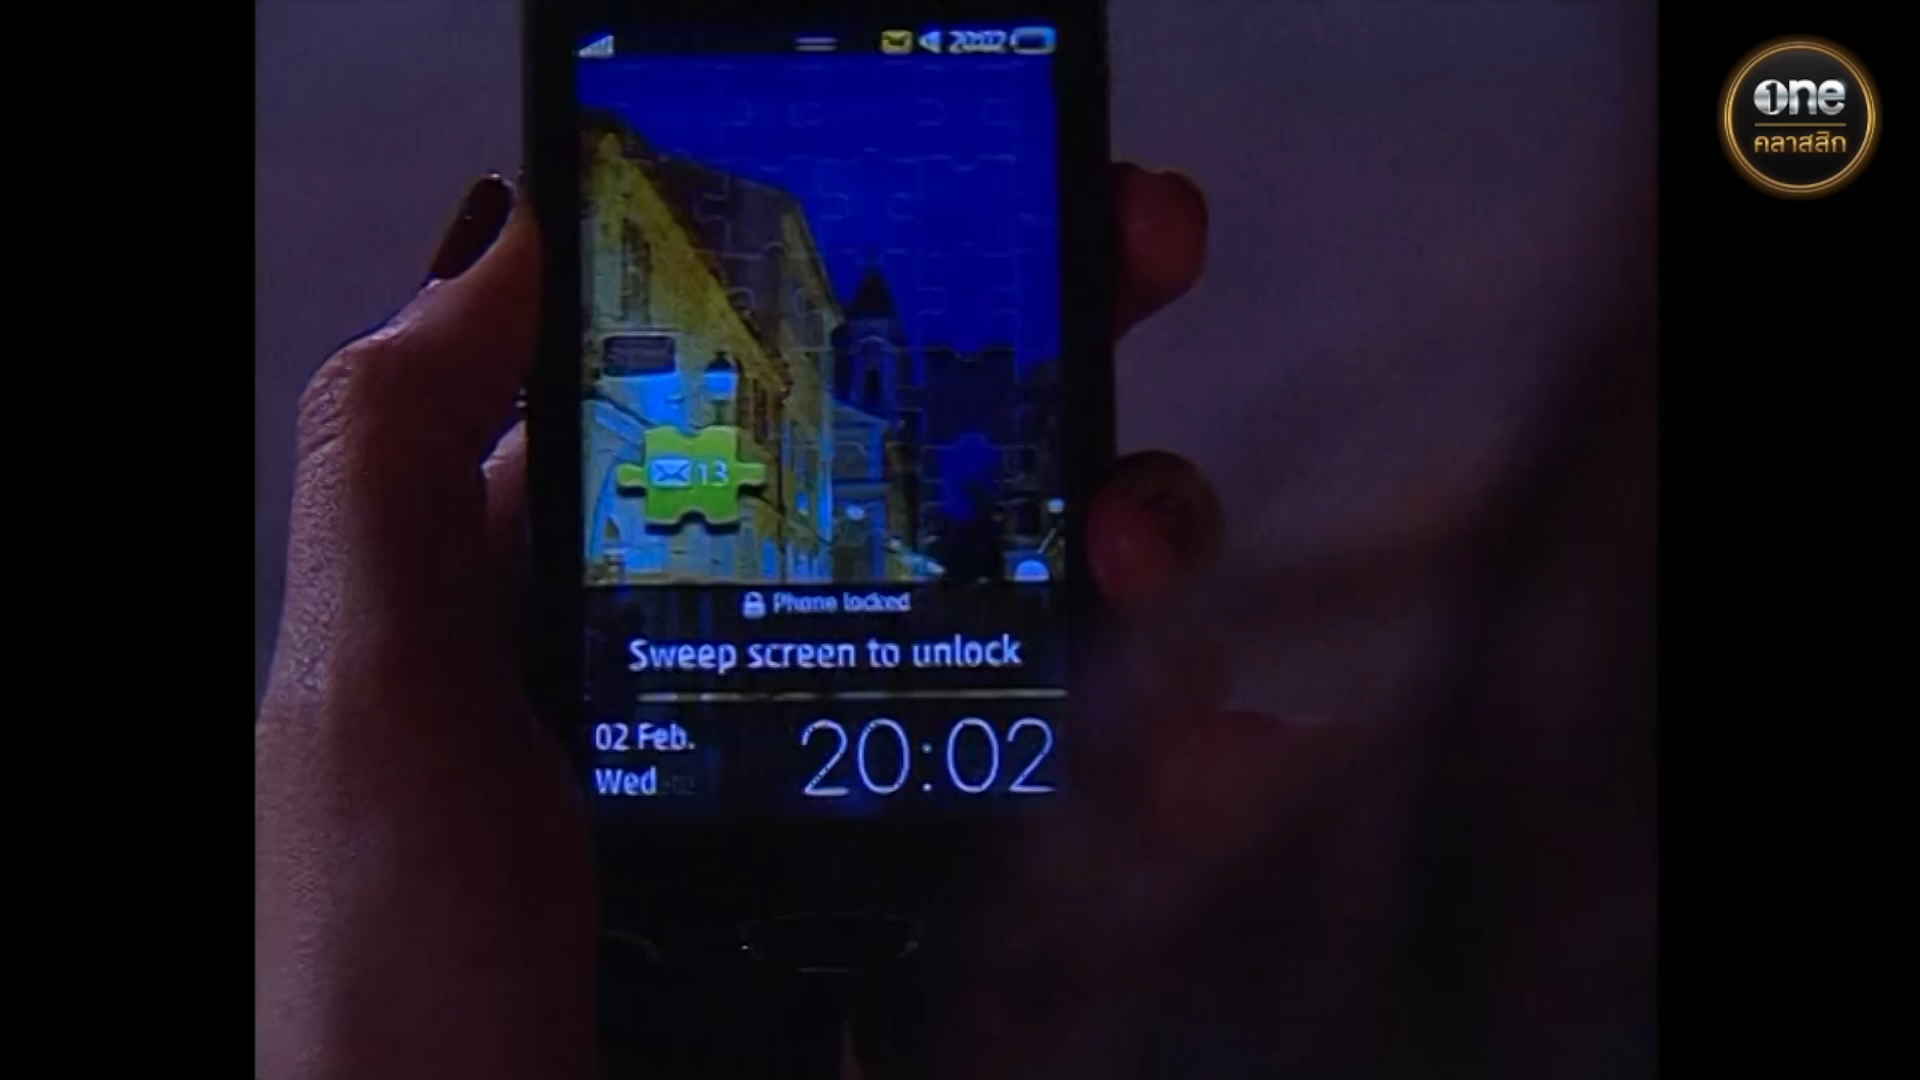 20:02
one
คลาสสิก
13
Phone locked
Sweep screen to unlock
02 Feb.
Wed
20:02